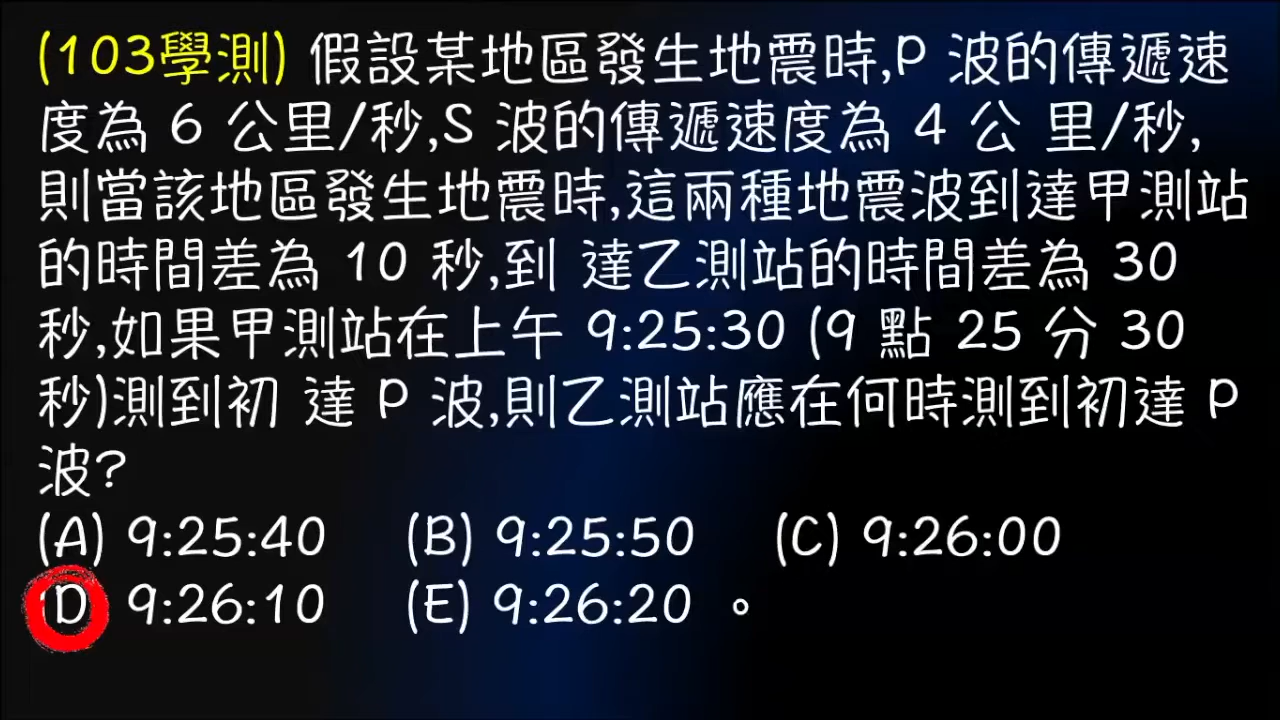 (103學測) 假設某地區發生地震時,P 波的傳遞速
度為 6 公里/秒,S 波的傳遞速度為 4 公 里/秒,
則當該地區發生地震時,這兩種地震波到達甲測站
的時間差為 10 秒,到 達乙測站的時間差為 30
秒,如果甲測站在上午 9:25:30 (9 點 25 分 30
秒)測到初 達 P 波,則乙測站應在何時測到初達 P
波?
(A) 9:25:40 (B) 9:25:50 (C) 9:26:00
(D) 9:26:10 (E) 9:26:20 。